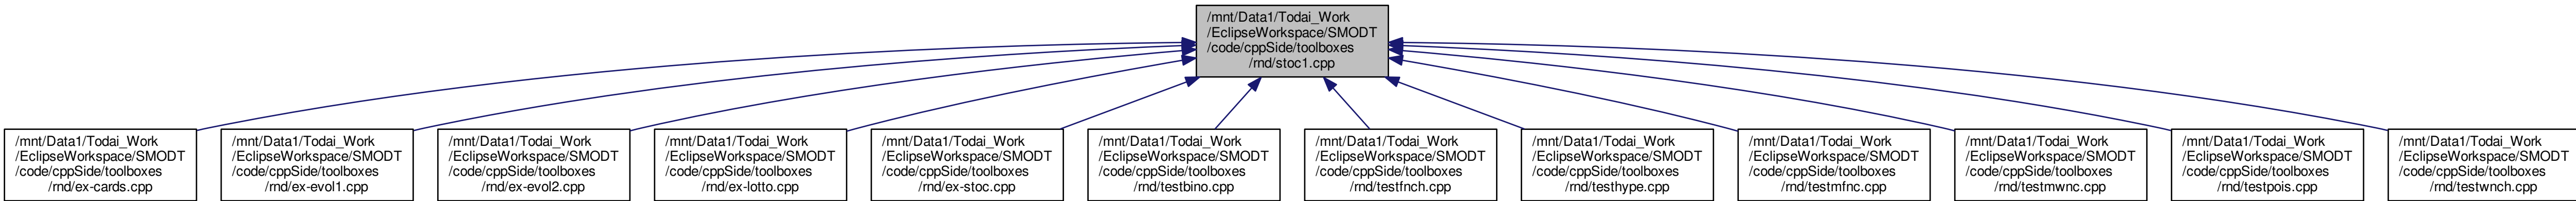 /mnt/Data1/Todai_Work
/EclipseWorkspace/SMODT
/code/cppSide/toolboxes
/rnd/stoc1.cpp
/mnt/Data1/Todai_Work
/EclipseWorkspace/SMODT
/code/cppSide/toolboxes
/rnd/ex-cards.cpp
/mnt/Data1/Todai_Work
/EclipseWorkspace/SMODT
/code/cppSide/toolboxes
/rnd/ex-evol1.cpp
/mnt/Data1/Todai_Work
/EclipseWorkspace/SMODT
/code/cppSide/toolboxes
/rnd/ex-evol2.cpp
/mnt/Data1/Todai_Work
/EclipseWorkspace/SMODT
/code/cppSide/toolboxes
/rnd/ex-lotto.cpp
/mnt/Data1/Todai_Work
/EclipseWorkspace/SMODT
/code/cppSide/toolboxes
/rnd/ex-stoc.cpp
/mnt/Data1/Todai_Work
/EclipseWorkspace/SMODT
/code/cppSide/toolboxes
/rnd/testbino.cpp
/mnt/Data1/Todai_Work
/EclipseWorkspace/SMODT
/code/cppSide/toolboxes
/rnd/testfnch.cpp
/mnt/Data1/Todai_Work
/EclipseWorkspace/SMODT
/code/cppSide/toolboxes
/rnd/testhype.cpp
/mnt/Data1/Todai_Work
/EclipseWorkspace/SMODT
/code/cppSide/toolboxes
/rnd/testmfnc.cpp
/mnt/Data1/Todai_Work
/EclipseWorkspace/SMODT
/code/cppSide/toolboxes
/rnd/testmwnc.cpp
/mnt/Data1/Todai_Work
/EclipseWorkspace/SMODT
/code/cppSide/toolboxes
/rnd/testpois.cpp
/mnt/Data1/Todai_Work
/EclipseWorkspace/SMODT
/code/cppSide/toolboxes
/rnd/testwnch.cpp